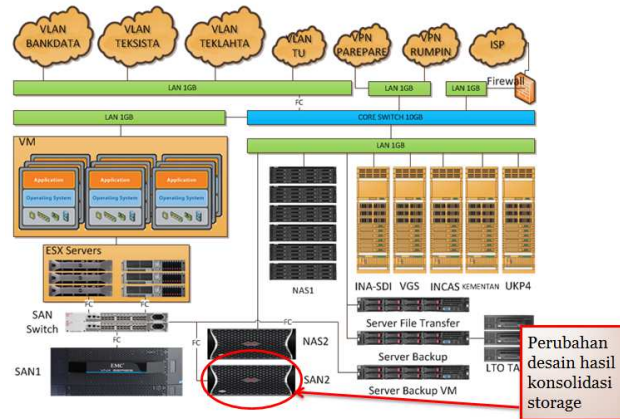 VLAN
BANKDATA
VLAN
TEKSISTA
VLAN
TEKLAHTA
VLAN
TU
VPN
PAREPARE
VPN
RUMPIN
ISP
Firewall
LAN 1GB
LAN 1GB
LAN 1GB
FC
LAN 1GB
CORE SWITCH 10GB
LAN 1GB
VM
Application
Application
Application
Operating System
Operating System
Operating System
ESX Servers
FC
FC
SAN
Switch
NAS1
INA-SDI
VGS
INCAS
KEMENTAN
UKP4
Server File Transfer
Server Backup
LTO TA
Server Backup VM
FC
FC
FC
NAS2
SAN1
EMC
SAN2
Perubahan
desain hasil
konsolidasi
storage